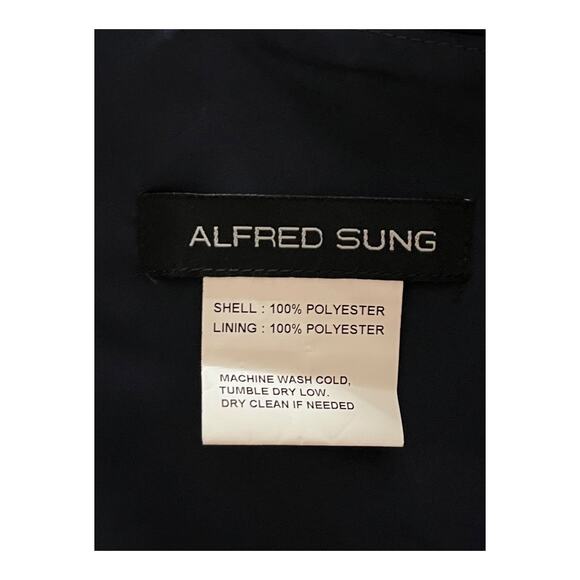 ALFRED SUNG
SHELL : 100% POLYESTER
LINING : 100% POLYESTER
MACHINE WASH COLD,
TUMBLE DRY LOW.
DRY CLEAN IF NEEDED